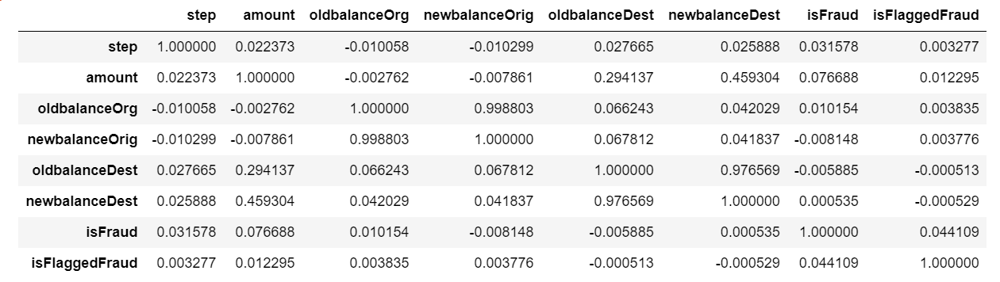 step amount oldbalanceOrg newbalanceOrig oldbalanceDest newbalanceDest isFraud isFlaggedFraud
step 1.000000 0.022373 -0.010058 -0.010299 0.027665 0.025888 0.031578 0.003277
amount 0.022373 1.000000 -0.002762 -0.007861 0.294137 0.459304 0.076688 0.012295
oldbalanceOrg -0.010058 -0.002762 1.000000 0.998803 0.066243 0.042029 0.010154 0.003835
newbalanceOrig -0.010299 -0.007861 0.998803 1.000000 0.067812 0.041837 -0.008148 0.003776
oldbalanceDest 0.027665 0.294137 0.066243 0.067812 1.000000 0.976569 -0.005885 -0.000513
newbalanceDest 0.025888 0.459304 0.042029 0.041837 0.976569 1.000000 0.000535 -0.000529
isFraud 0.031578 0.076688 0.010154 -0.008148 -0.005885 0.000535 1.000000 0.044109
isFlaggedFraud 0.003277 0.012295 0.003835 0.003776 -0.000513 -0.000529 0.044109 1.000000